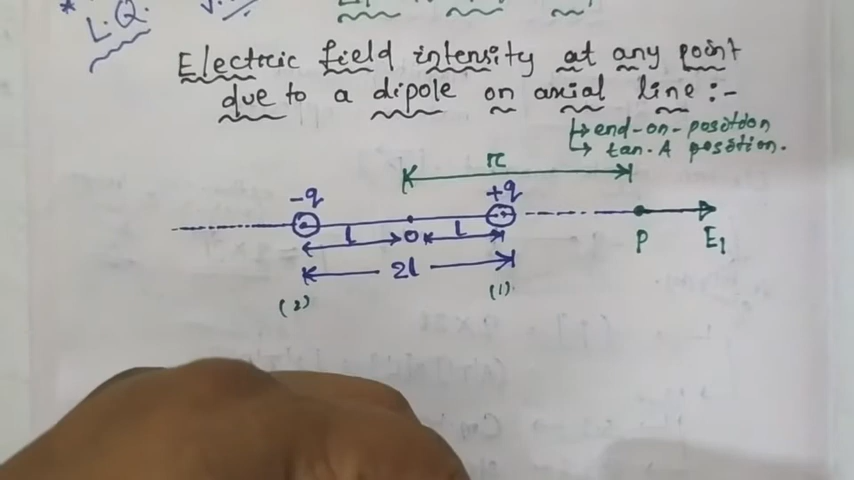 * L.Q.
Electric field intensity at any point
due to a dipole on axial line :-
↳ end-on-position
↳ tan.A position.
r
-q +q
l O l P E₁
2l
(2) (1)